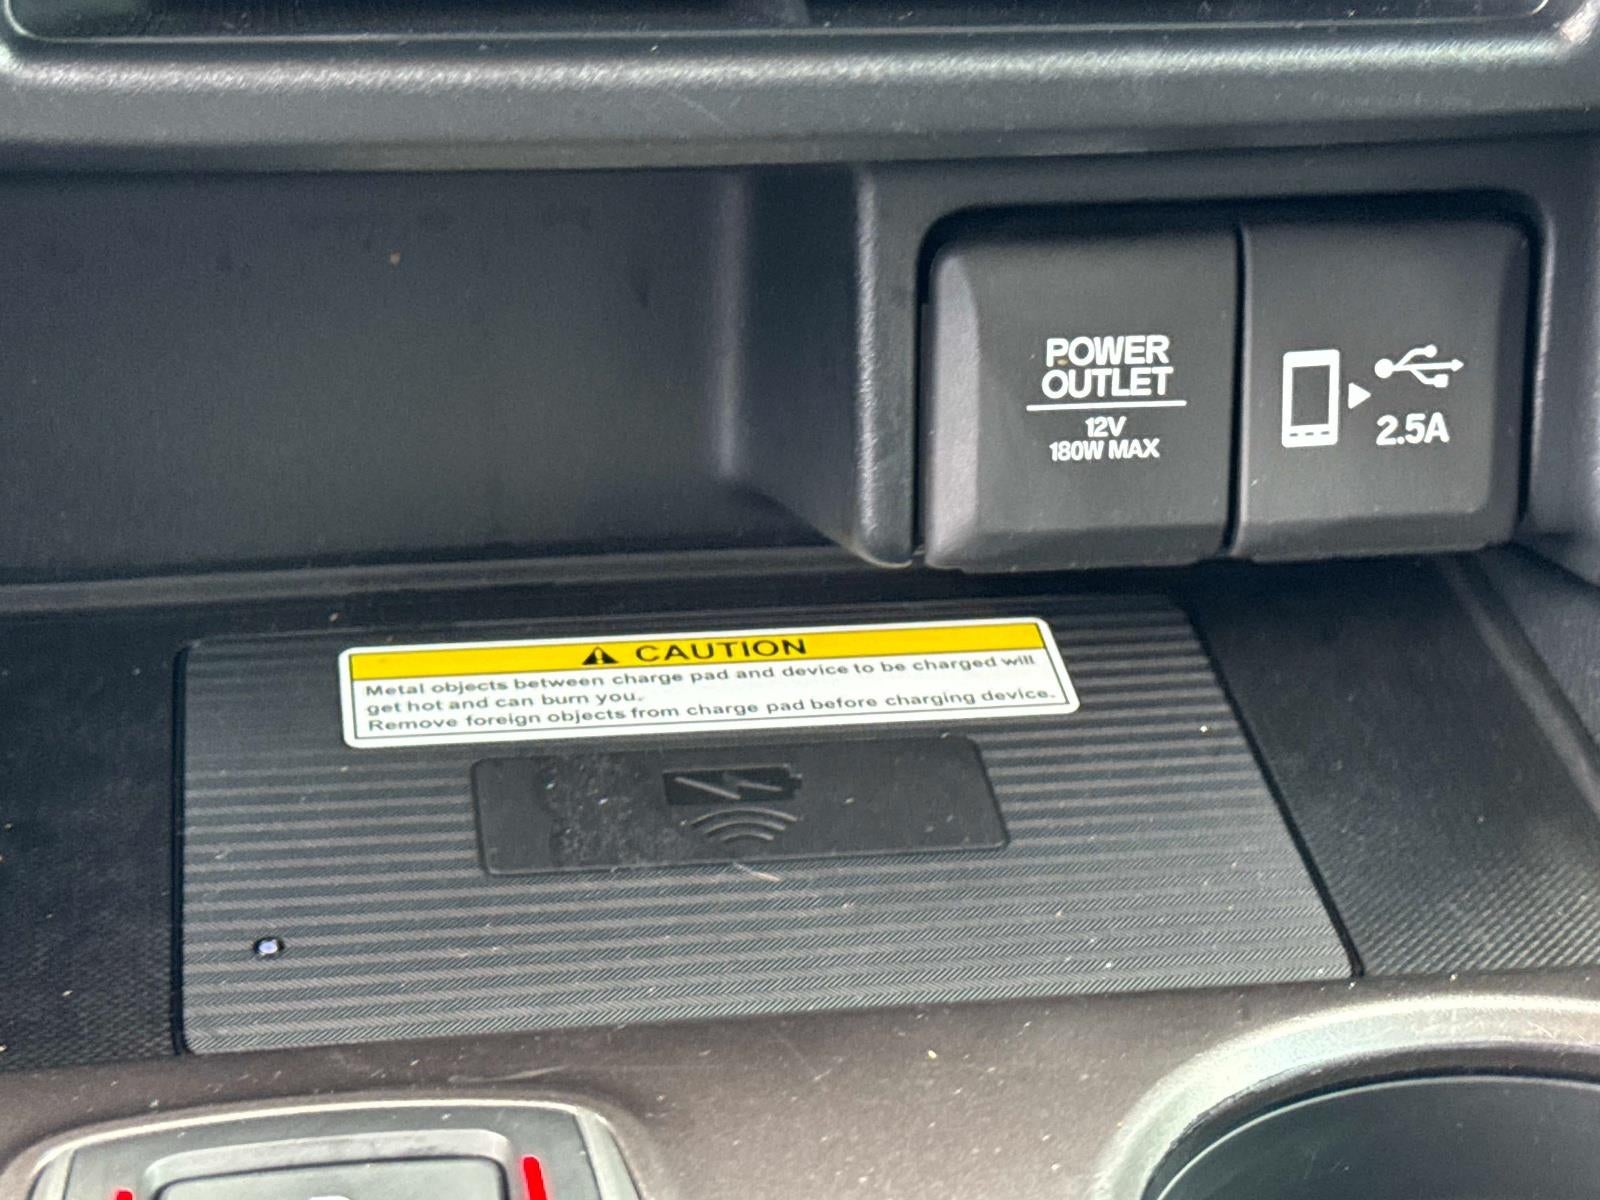 POWER
OUTLET
12V
180W MAX
2.5A
CAUTION
Metal objects between charge pad and device to be charged will
get hot and can burn you.
Remove foreign objects from charge pad before charging device.